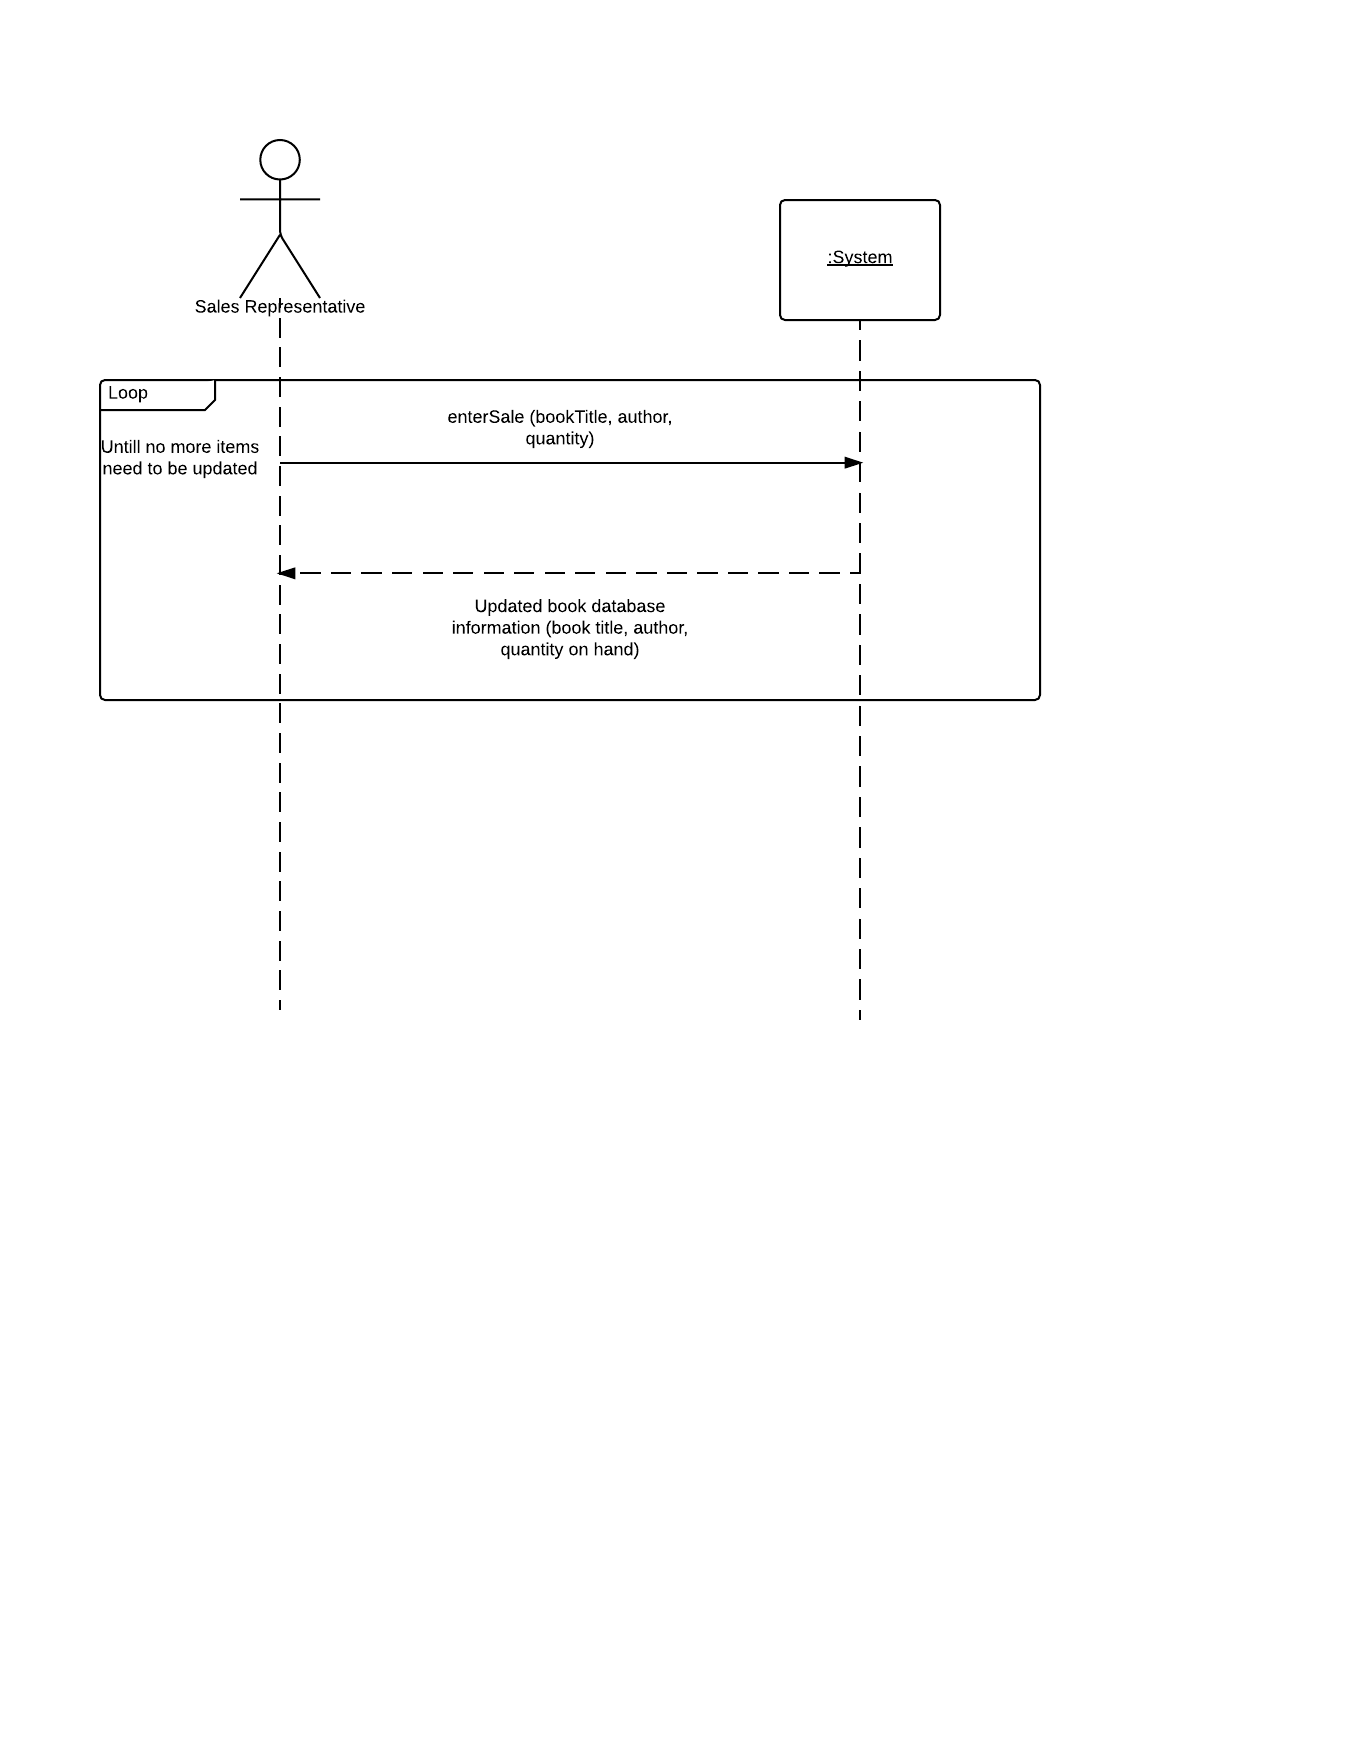 :System
Sales Representative
Loop
enterSale (bookTitle, author,
quantity)
Untill no more items
need to be updated
Updated book database
information (book title, author,
quantity on hand)